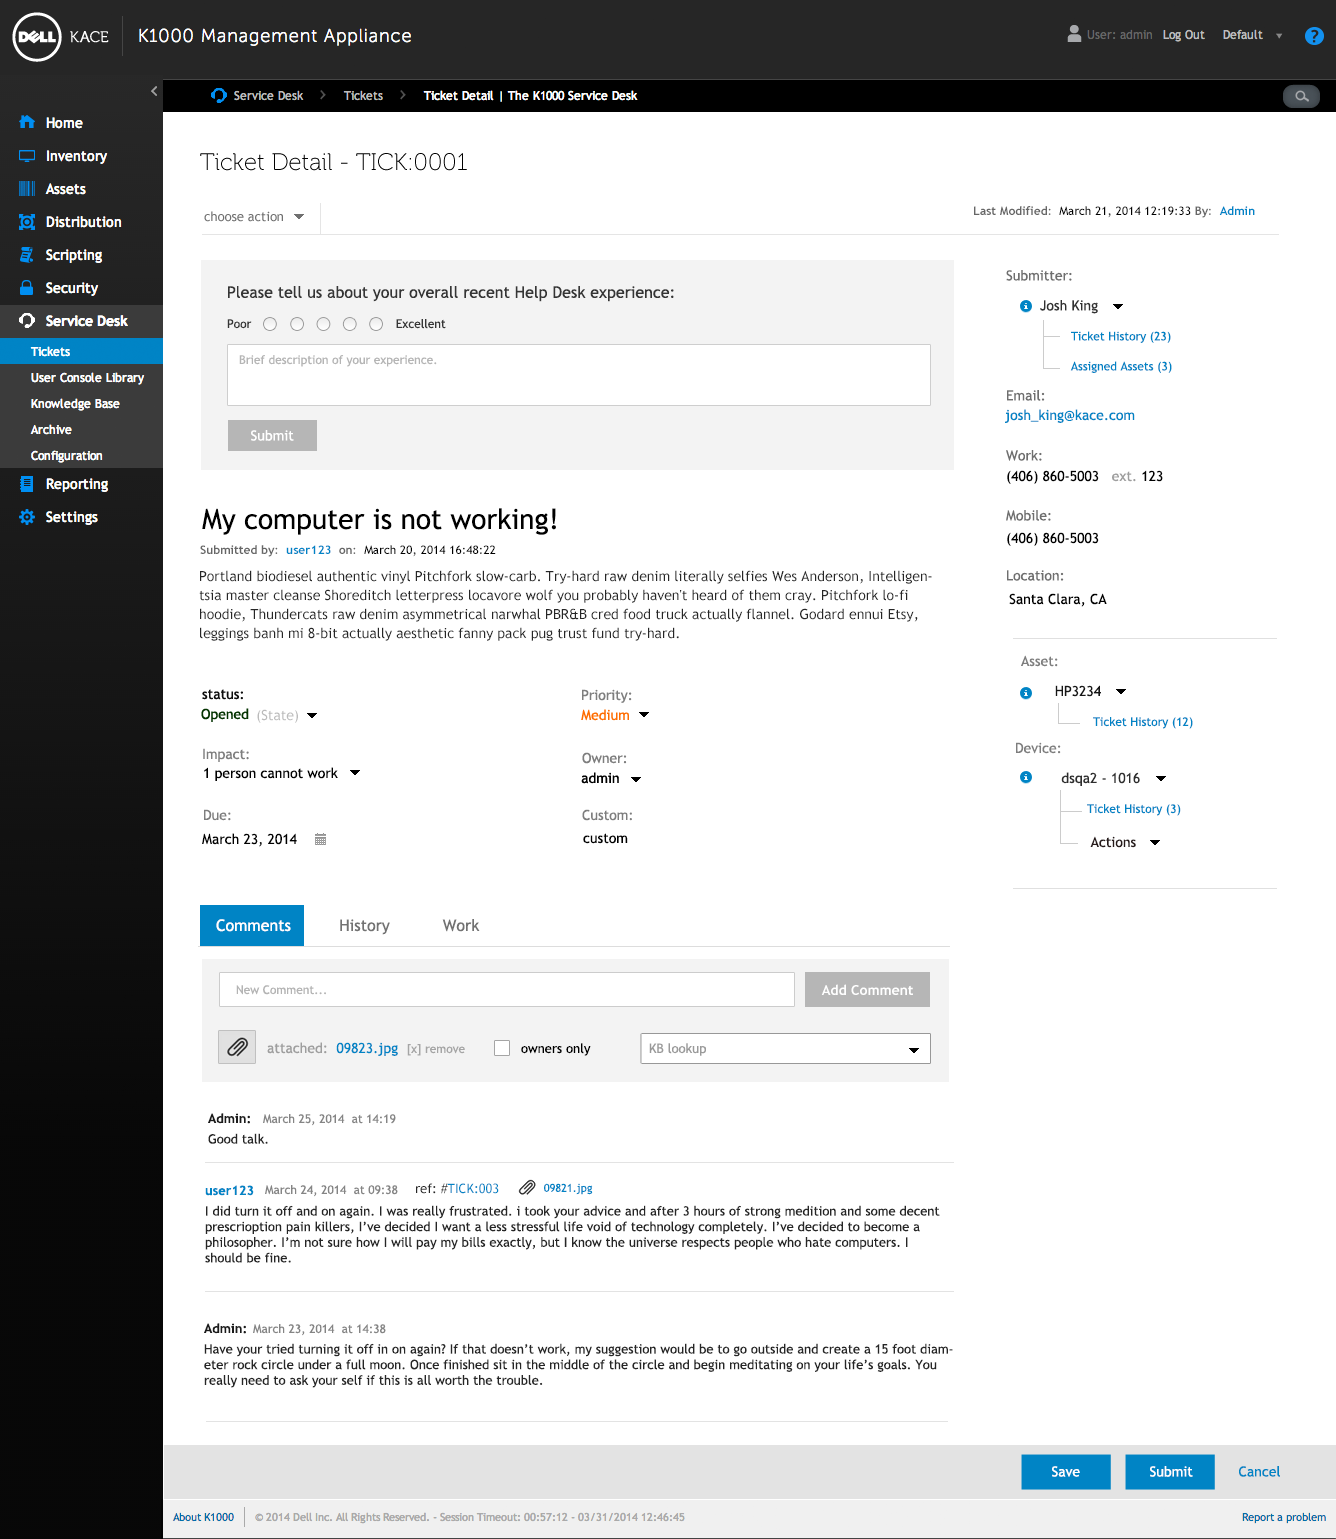 DELL KACE K1000 Management Appliance
User: admin Log Out Default ?
Service Desk Tickets Ticket Detail | The K1000 Service Desk
Home
Inventory
Assets
Distribution
Scripting
Security
Service Desk
Tickets
User Console Library
Knowledge Base
Archive
Configuration
Reporting
Settings
Ticket Detail - TICK:0001
choose action
Last Modified: March 21, 2014 12:19:33 By: Admin
Please tell us about your overall recent Help Desk experience:
Poor Excellent
Brief description of your experience.
Submit
My computer is not working!
Submitted by: user123 on: March 20, 2014 16:48:22
Portland biodiesel authentic vinyl Pitchfork slow-carb. Try-hard raw denim literally selfies Wes Anderson, Intelligen-
tsia master cleanse Shoreditch letterpress locavore wolf you probably haven't heard of them cray. Pitchfork lo-fi
hoodie, Thundercats raw denim asymmetrical narwhal PBR&B cred food truck actually flannel. Godard ennui Etsy,
leggings banh mi 8-bit actually aesthetic fanny pack pug trust fund try-hard.
status:
Opened (State)
Priority:
Medium
Impact:
1 person cannot work
Owner:
admin
Due:
March 23, 2014
Custom:
custom
Submitter:
Josh King
Ticket History (23)
Assigned Assets (3)
Email:
josh_king@kace.com
Work:
(406) 860-5003 ext. 123
Mobile:
(406) 860-5003
Location:
Santa Clara, CA
Asset:
HP3234
Ticket History (12)
Device:
dsqa2 - 1016
Ticket History (3)
Actions
Comments History Work
New Comment... Add Comment
attached: 09823.jpg [x] remove owners only KB lookup
Admin: March 25, 2014 at 14:19
Good talk.
user123 March 24, 2014 at 09:38 ref: #TICK:003 09821.jpg
I did turn it off and on again. I was really frustrated. i took your advice and after 3 hours of strong medition and some decent
prescrioption pain killers, I've decided I want a less stressful life void of technology completely. I've decided to become a
philosopher. I'm not sure how I will pay my bills exactly, but I know the universe respects people who hate computers. I
should be fine.
Admin: March 23, 2014 at 14:38
Have your tried turning it off in on again? If that doesn't work, my suggestion would be to go outside and create a 15 foot diam-
eter rock circle under a full moon. Once finished sit in the middle of the circle and begin meditating on your life's goals. You
really need to ask your self if this is all worth the trouble.
Save Submit Cancel
About K1000 © 2014 Dell Inc. All Rights Reserved. - Session Timeout: 00:57:12 - 03/31/2014 12:46:45 Report a problem